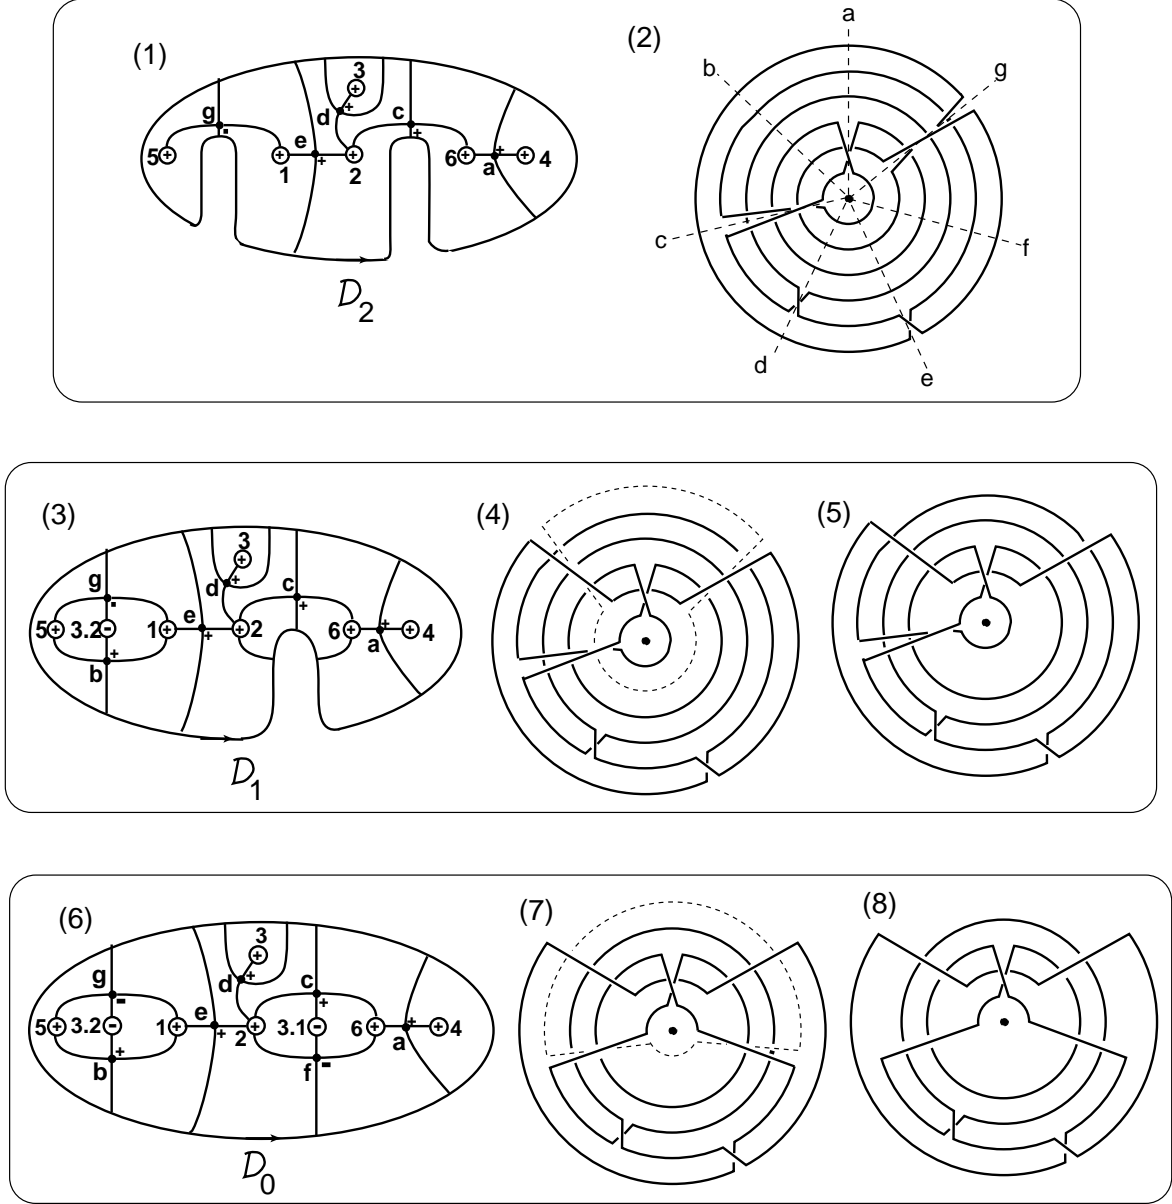 (1)
3
+
g
d
+
c
+
-
e
+
5
+
1
+
2
+
6
+
a
+
4
+
D2
(2)
a
b
g
c
f
d
e
(3)
3
+
g
-
d
+
c
+
5
+
3.2
-
1
+
e
+
2
+
6
+
a
+
4
+
b
+
D1
(4)
(5)
(6)
3
+
g
-
d
+
c
+
5
+
3.2
-
1
+
e
+
2
+
3.1
-
6
+
a
+
4
+
b
+
f
-
D0
(7)
(8)